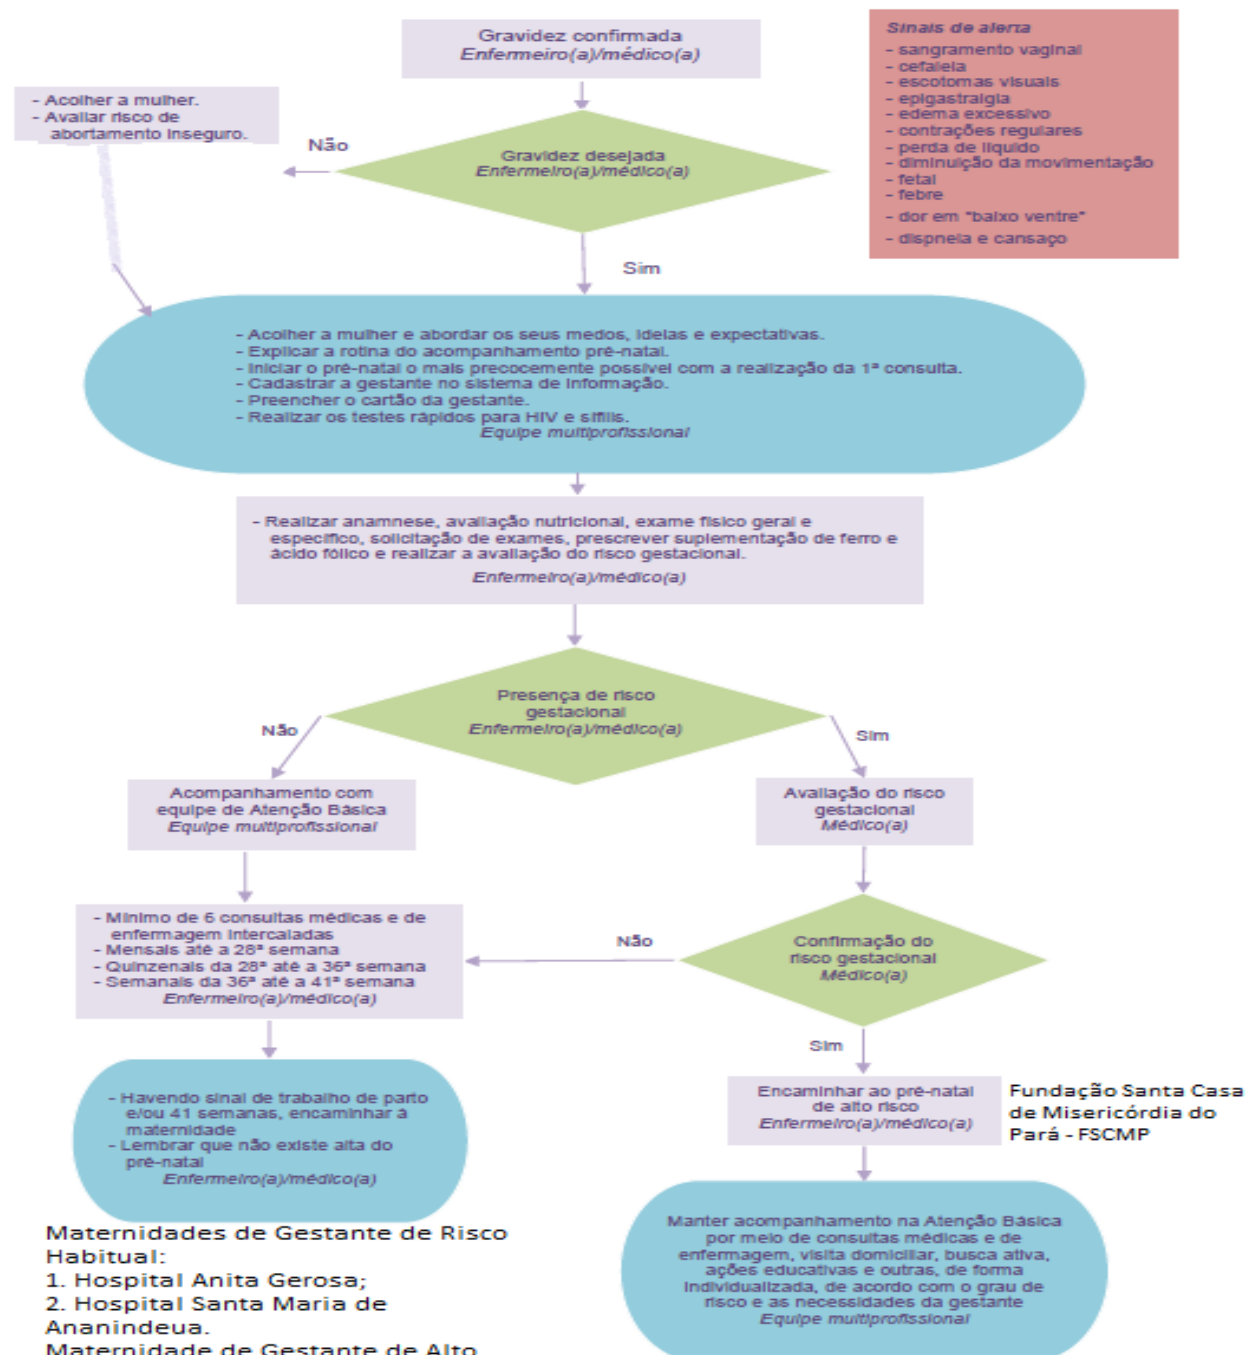 Gravidez confirmada
Enfermeiro(a)/médico(a)
Sinais de alerta
- sangramento vaginal
- cefaleia
- escotomas visuais
- epigastralgia
- edema excessivo
- contrações regulares
- perda de líquido
- diminuição da movimentação
- fetal
- febre
- dor em "baixo ventre"
- dispneia e cansaço
- Acolher a mulher.
- Avaliar risco de
abortamento inseguro.
Não
Gravidez desejada
Enfermeiro(a)/médico(a)
Sim
- Acolher a mulher e abordar os seus medos, ideias e expectativas.
- Explicar a rotina do acompanhamento pré-natal.
- Iniciar o pré-natal o mais precocemente possível com a realização da 1ª consulta.
- Cadastrar a gestante no sistema de informação.
- Preencher o cartão da gestante.
- Realizar os testes rápidos para HIV e sífilis.
Equipe multiprofissional
- Realizar anamnese, avaliação nutricional, exame físico geral e
específico, solicitação de exames, prescrever suplementação de ferro e
ácido fólico e realizar a avaliação do risco gestacional.
Enfermeiro(a)/médico(a)
Presença de risco
gestacional
Enfermeiro(a)/médico(a)
Não
Sim
Acompanhamento com
equipe de Atenção Básica
Equipe multiprofissional
Avaliação do risco
gestacional
Médico(a)
- Mínimo de 6 consultas médicas e de
enfermagem intercaladas
- Mensais até a 28ª semana
- Quinzenais da 28ª até a 36ª semana
- Semanais da 36ª até a 41ª semana
Enfermeiro(a)/médico(a)
Não
Confirmação do
risco gestacional
Médico(a)
Sim
- Havendo sinal de trabalho de parto
e/ou 41 semanas, encaminhar à
maternidade
- Lembrar que não existe alta do
pré-natal
Enfermeiro(a)/médico(a)
Encaminhar ao pré-natal
de alto risco
Enfermeiro(a)/médico(a)
Fundação Santa Casa
de Misericórdia do
Pará - FSCMP
Manter acompanhamento na Atenção Básica
por meio de consultas médicas e de
enfermagem, visita domiciliar, busca ativa,
ações educativas e outras, de forma
individualizada, de acordo com o grau de
risco e as necessidades da gestante
Equipe multiprofissional
Maternidades de Gestante de Risco
Habitual:
1. Hospital Anita Gerosa;
2. Hospital Santa Maria de
Ananindeua.
Maternidade de Gestante de Alto